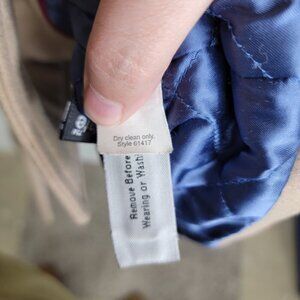 Dry clean only.
Style 61417
Remove Before
Wearing or Washi